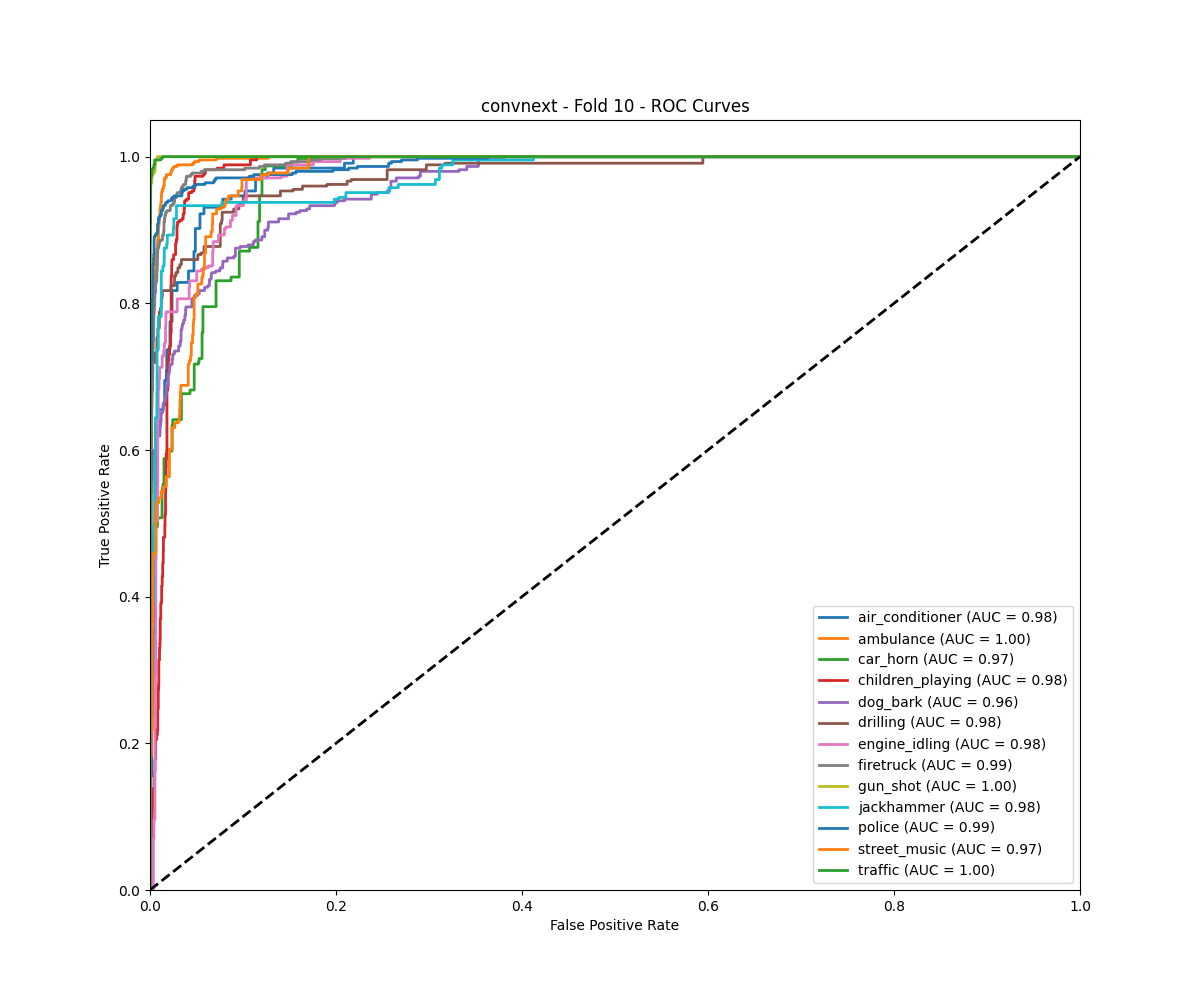 convnext - Fold 10 - ROC Curves
1.0
0.8
0.6
0.4
0.2
0.0
True Positive Rate
0.0 0.2 0.4 0.6 0.8 1.0
False Positive Rate
air_conditioner (AUC = 0.98)
ambulance (AUC = 1.00)
car_horn (AUC = 0.97)
children_playing (AUC = 0.98)
dog_bark (AUC = 0.96)
drilling (AUC = 0.98)
engine_idling (AUC = 0.98)
firetruck (AUC = 0.99)
gun_shot (AUC = 1.00)
jackhammer (AUC = 0.98)
police (AUC = 0.99)
street_music (AUC = 0.97)
traffic (AUC = 1.00)